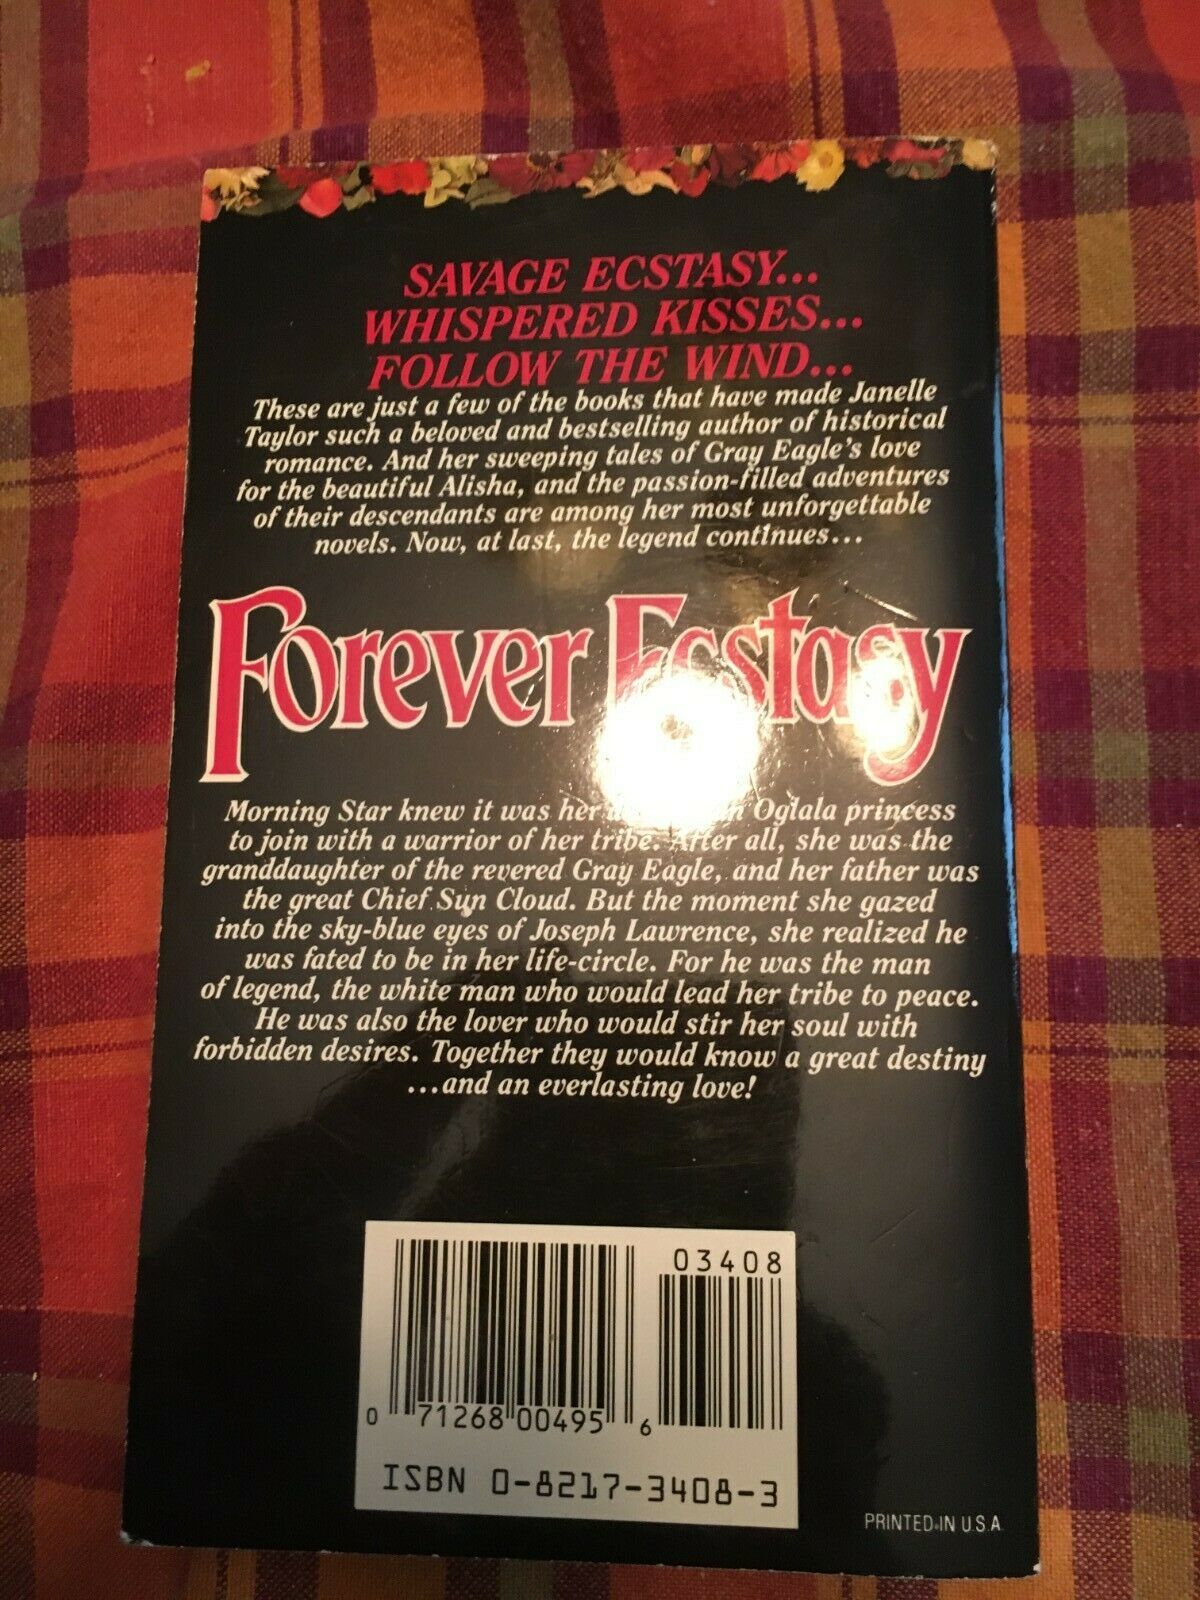 SAVAGE ECSTASY...
WHISPERED KISSES...
FOLLOW THE WIND...
These are just a few of the books that have made Janelle
Taylor such a beloved and bestselling author of historical
romance. And her sweeping tales of Gray Eagle's love
for the beautiful Alisha, and the passion-filled adventures
of their descendants are among her most unforgettable
novels. Now, at last, the legend continues...
Forever Ecstasy
Morning Star knew it was her Oglala princess
to join with a warrior of her tribe. After all, she was the
granddaughter of the revered Gray Eagle, and her father was
the great Chief Sun Cloud. But the moment she gazed
into the sky-blue eyes of Joseph Lawrence, she realized he
was fated to be in her life-circle. For he was the man
of legend, the white man who would lead her tribe to peace.
He was also the lover who would stir her soul with
forbidden desires. Together they would know a great destiny
...and an everlasting love!
03408
0 71268 00495 6
ISBN 0-8217-3408-3
PRINTED IN U.S.A.